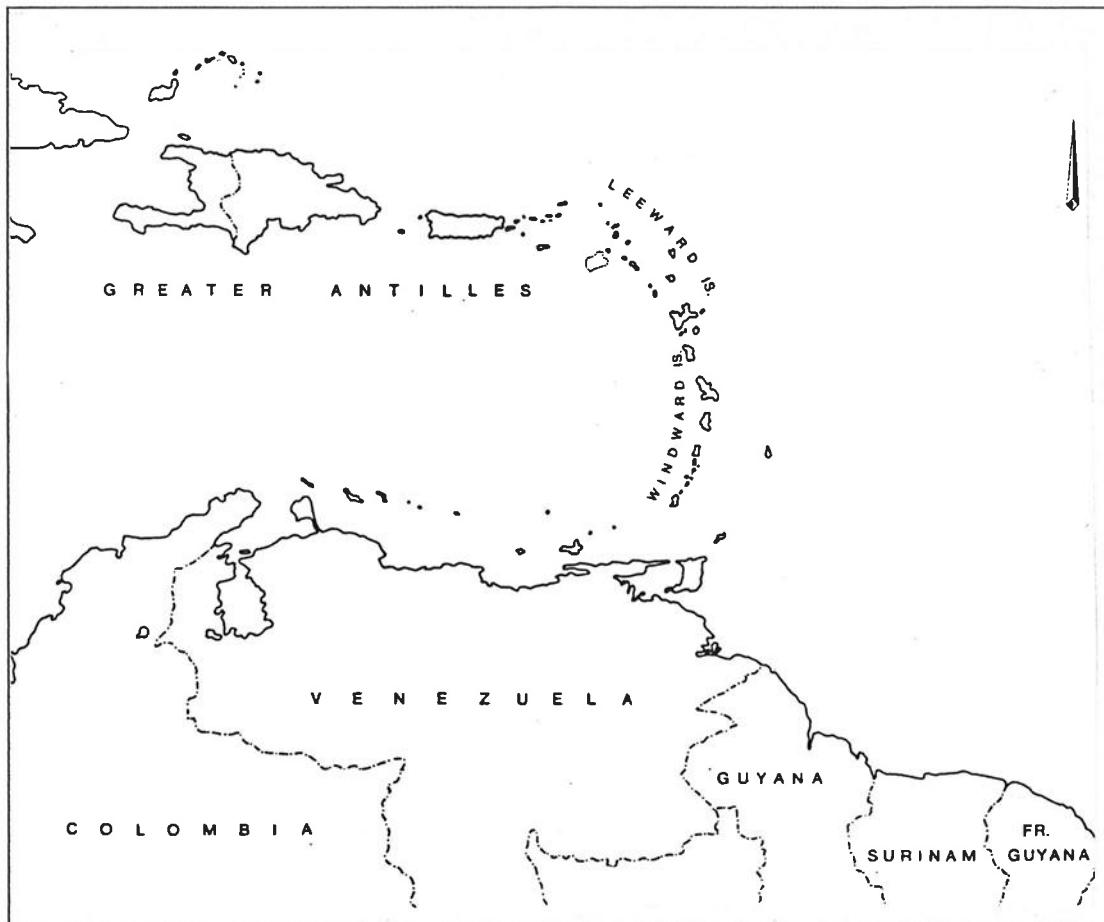 LEEWARD IS.
GREATER ANTILLES
WINDWARD IS.
VENEZUELA
GUYANA
COLOMBIA
SURINAM
FR.
GUYANA